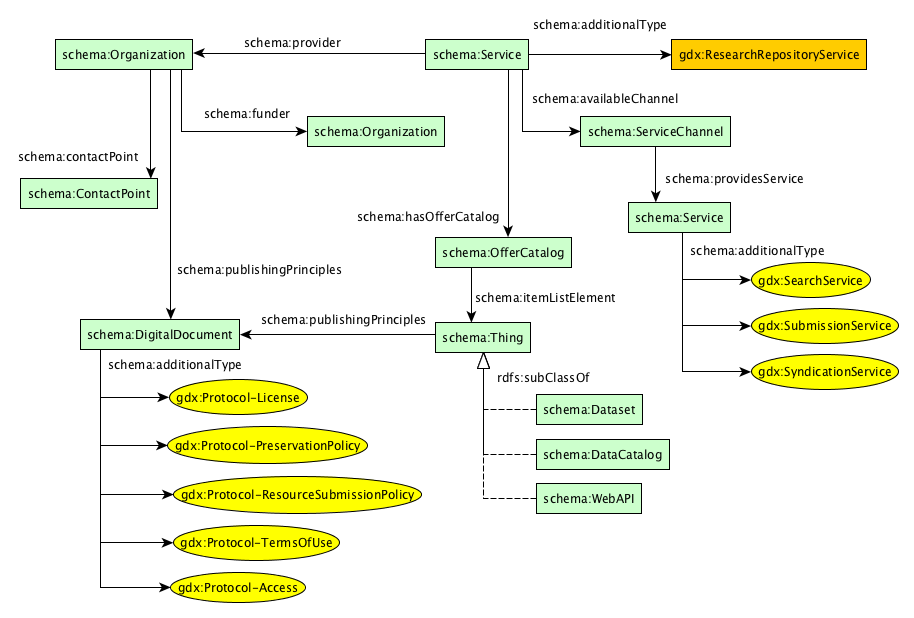 schema:additionalType
schema:provider
schema:Organization
schema:Service
gdx:ResearchRepositoryService
schema:availableChannel
schema:funder
schema:Organization
schema:ServiceChannel
schema:contactPoint
schema:ContactPoint
schema:providesService
schema:Service
schema:hasOfferCatalog
schema:OfferCatalog
schema:additionalType
schema:publishingPrinciples
gdx:SearchService
schema:itemListElement
schema:publishingPrinciples
gdx:SubmissionService
schema:DigitalDocument
schema:Thing
schema:additionalType
gdx:SyndicationService
rdfs:subClassOf
gdx:Protocol-License
schema:Dataset
gdx:Protocol-PreservationPolicy
schema:DataCatalog
gdx:Protocol-ResourceSubmissionPolicy
schema:WebAPI
gdx:Protocol-TermsOfUse
gdx:Protocol-Access